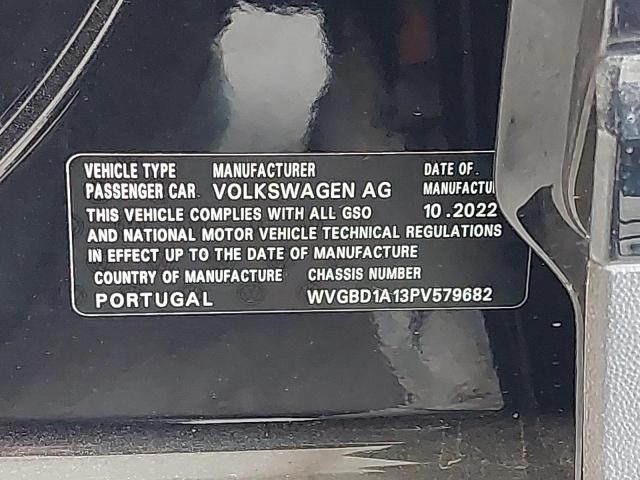 VEHICLE TYPE MANUFACTURER DATE OF.
PASSENGER CAR VOLKSWAGEN AG MANUFACTU
THIS VEHICLE COMPLIES WITH ALL GSO 10.2022
AND NATIONAL MOTOR VEHICLE TECHNICAL REGULATIONS
IN EFFECT UP TO THE DATE OF MANUFACTURE
COUNTRY OF MANUFACTURE CHASSIS NUMBER
PORTUGAL WVGBD1A13PV579682